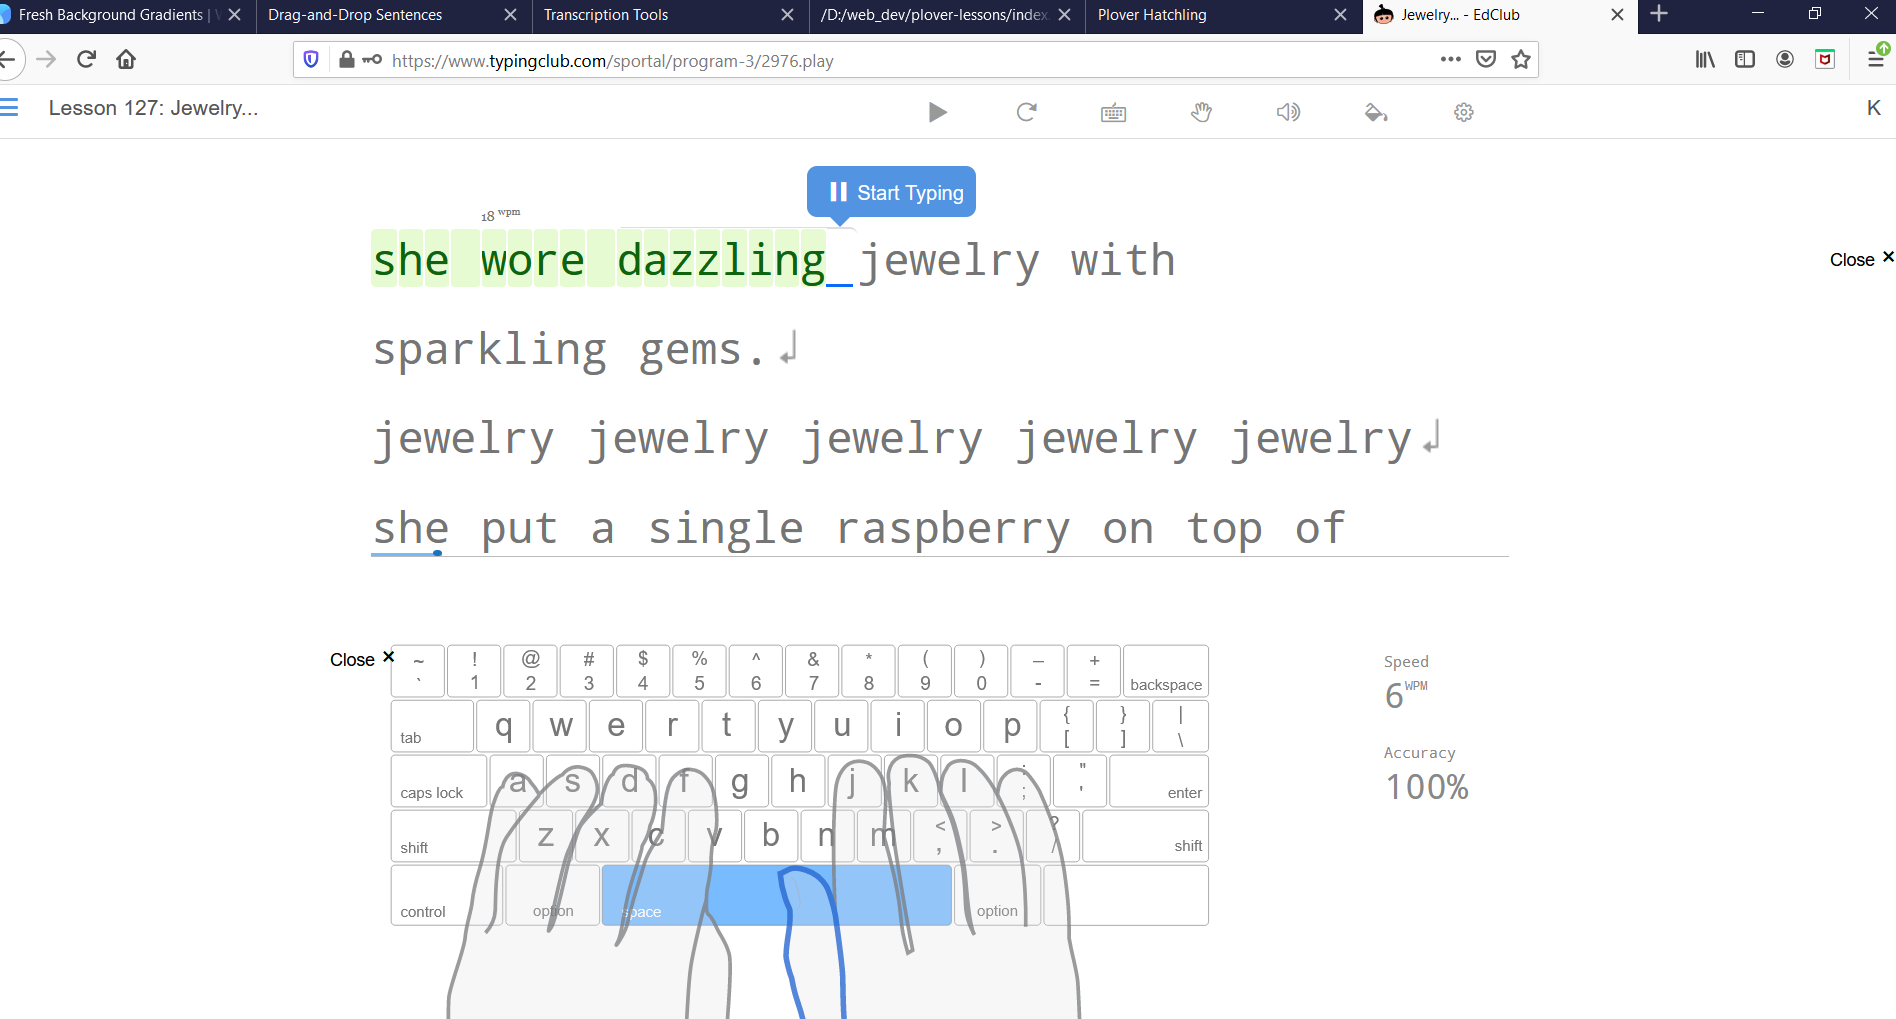 Fresh Background Gradients |
Drag-and-Drop Sentences
Transcription Tools
/D:/web_dev/plover-lessons/index.
Plover Hatchling
Jewelry... - EdClub
https://www.typingclub.com/sportal/program-3/2976.play
Lesson 127: Jewelry...
K
Start Typing
18 wpm
she wore dazzling_jewelry with
Close ×
sparkling gems.↲
jewelry jewelry jewelry jewelry jewelry↲
she put a single raspberry on top of
Close ×
~ ! @ # $ % ^ & * ( ) – +
` 1 2 3 4 5 6 7 8 9 0 - = backspace
tab q w e r t y u i o p { [ } ] | \
caps lock a s d f g h j k l : ; " ' enter
shift z x c v b n m < , > . ? / shift
control option space option
Speed
6 WPM
Accuracy
100%